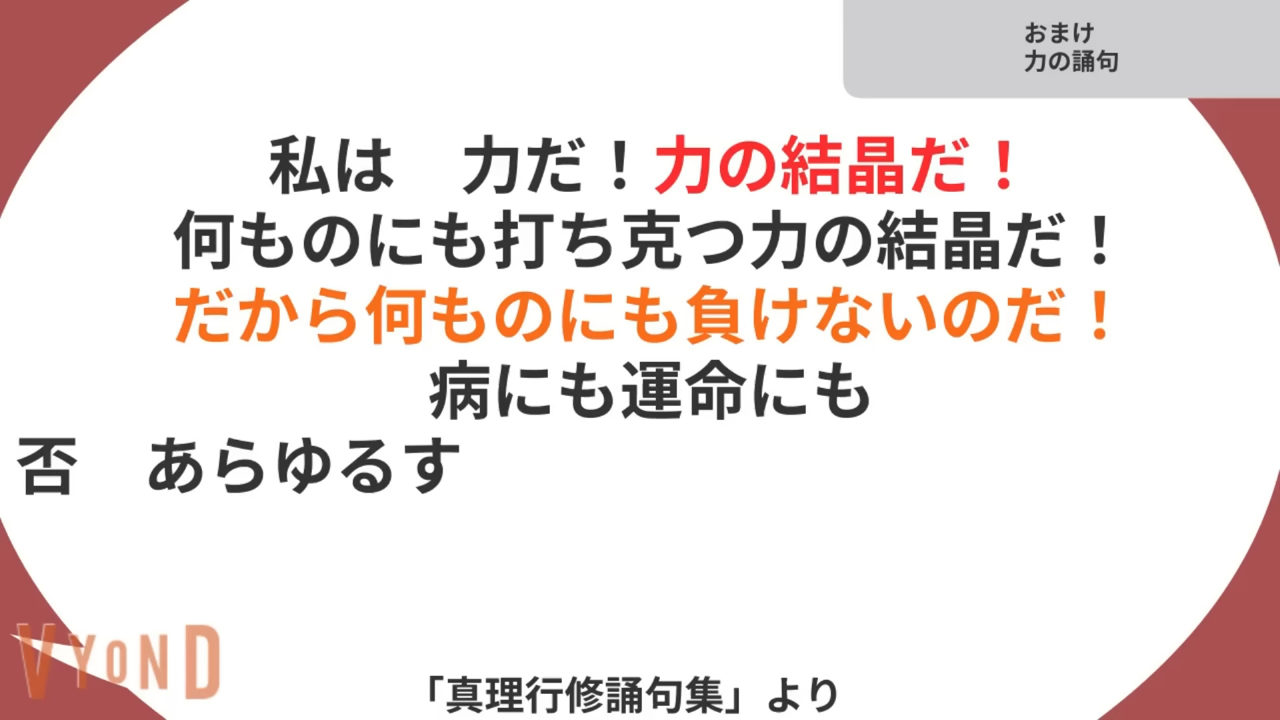 おまけ
力の誦句
私は　力だ！力の結晶だ！
何ものにも打ち克つ力の結晶だ！
だから何ものにも負けないのだ！
病にも運命にも
否　あらゆるす
VYOND
「真理行修誦句集」より